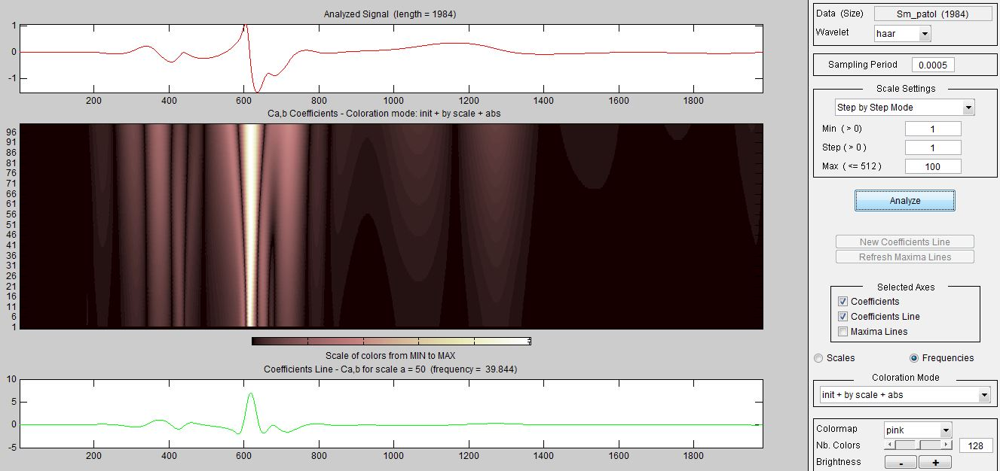 Analyzed Signal (length = 1984)
1
0
-1
200 400 600 800 1000 1200 1400 1600 1800
Ca,b Coefficients - Coloration mode: init + by scale + abs
96
91
86
81
76
71
66
61
56
51
46
41
36
31
26
21
16
11
6
1
Scale of colors from MIN to MAX
Coefficients Line - Ca,b for scale a = 50 (frequency = 39.844)
10
5
0
-5
200 400 600 800 1000 1200 1400 1600 1800
Data (Size) Sm_patol (1984)
Wavelet haar
Sampling Period 0.0005
Scale Settings
Step by Step Mode
Min ( > 0) 1
Step ( > 0 ) 1
Max ( <= 512 ) 100
Analyze
New Coefficients Line
Refresh Maxima Lines
Selected Axes
Coefficients
Coefficients Line
Maxima Lines
Scales Frequencies
Coloration Mode
init + by scale + abs
Colormap pink
Nb. Colors 128
Brightness - +